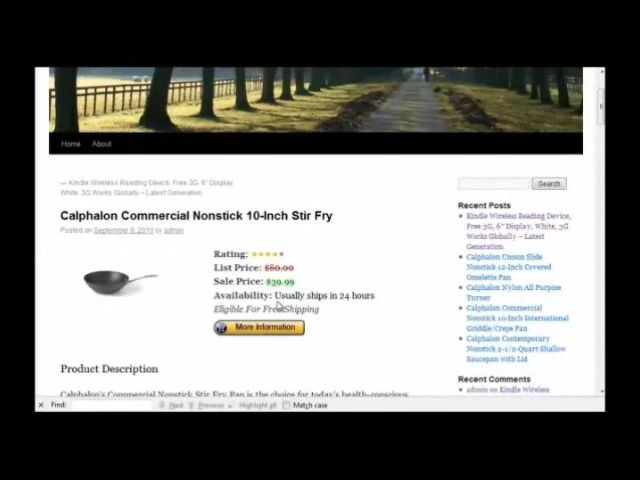 Home About
← Kindle Wireless Reading Device, Free 3G, 6" Display,
White, 3G Works Globally – Latest Generation
Calphalon Commercial Nonstick 10-Inch Stir Fry
Posted on September 6, 2010 by admin
Rating:
List Price: $60.00
Sale Price: $39.99
Availability: Usually ships in 24 hours
Eligible For Free Shipping
More Information
Product Description
Calphalon's Commercial Nonstick Stir Fry Pan is the choice for today's health-conscious
Search
Recent Posts
Kindle Wireless Reading Device,
Free 3G, 6" Display, White, 3G
Works Globally – Latest
Generation
Calphalon Unison Slide
Nonstick 12-Inch Covered
Omelette Pan
Calphalon Nylon All Purpose
Turner
Calphalon Commercial
Nonstick 10-Inch International
Griddle/Crepe Pan
Calphalon Contemporary
Nonstick 2-1/2-Quart Shallow
Saucepan with Lid
Recent Comments
admin on Kindle Wireless
Find: Next Previous Highlight all Match case